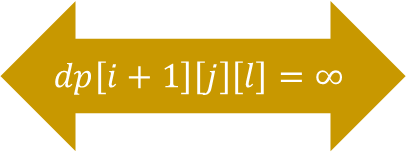 dp[i + 1][j][l] = ∞